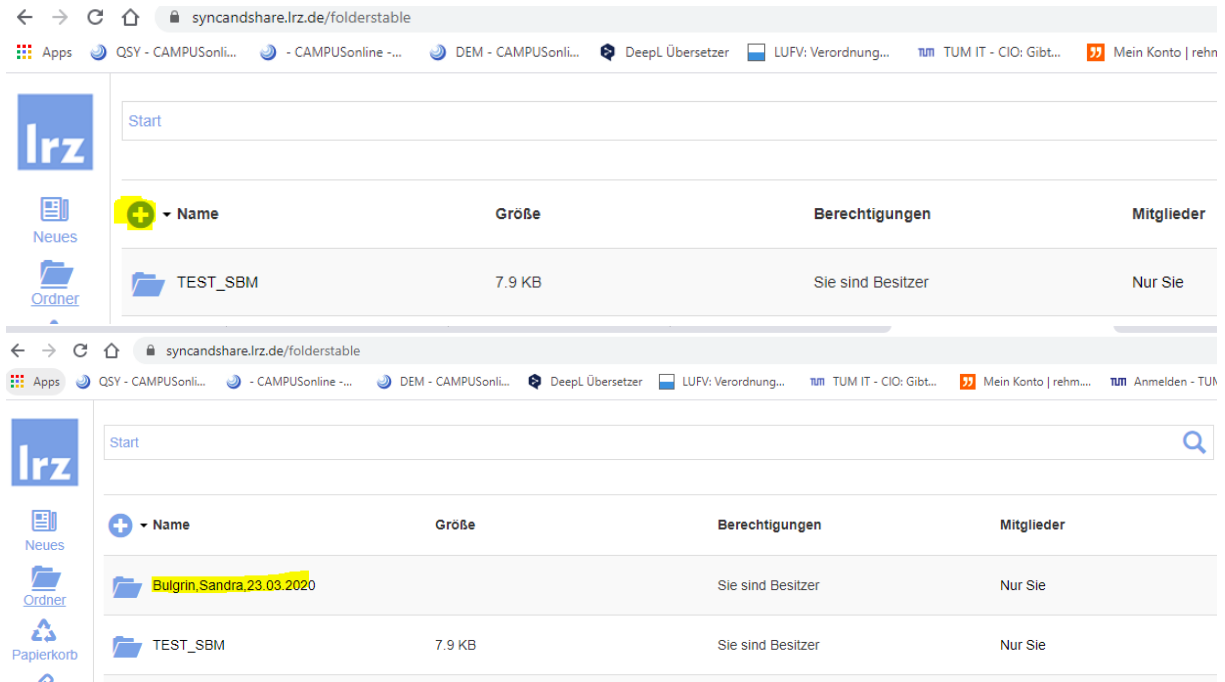 syncandshare.lrz.de/folderstable
Apps QSY - CAMPUSonli... - CAMPUSonline -... DEM - CAMPUSonli... DeepL Übersetzer LUFV: Verordnung... TUM IT - CIO: Gibt... Mein Konto | rehm
lrz
Start
Name Größe Berechtigungen Mitglieder
Neues
TEST_SBM 7.9 KB Sie sind Besitzer Nur Sie
Ordner
syncandshare.lrz.de/folderstable
Apps QSY - CAMPUSonli... - CAMPUSonline -... DEM - CAMPUSonli... DeepL Übersetzer LUFV: Verordnung... TUM IT - CIO: Gibt... Mein Konto | rehm.... Anmelden - TUM
lrz
Start
Name Größe Berechtigungen Mitglieder
Neues
Bulgrin,Sandra,23.03.2020 Sie sind Besitzer Nur Sie
Ordner
TEST_SBM 7.9 KB Sie sind Besitzer Nur Sie
Papierkorb